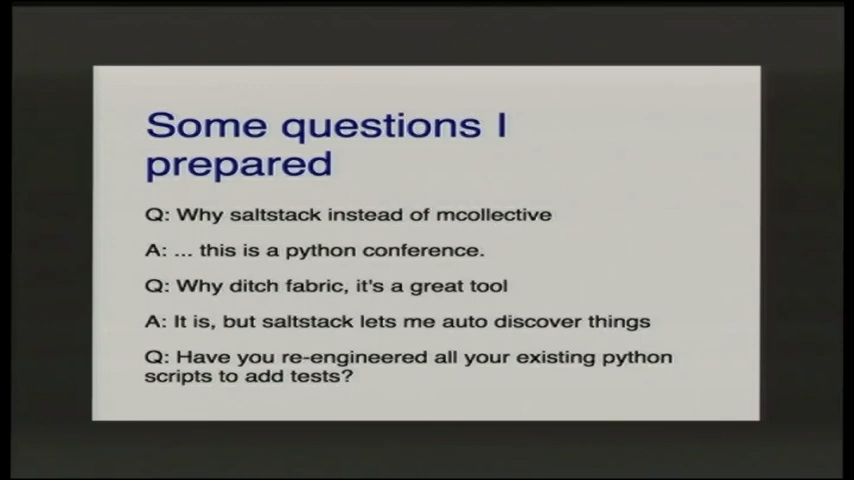 Some questions I
prepared
Q: Why saltstack instead of mcollective
A: ... this is a python conference.
Q: Why ditch fabric, it's a great tool
A: It is, but saltstack lets me auto discover things
Q: Have you re-engineered all your existing python
scripts to add tests?